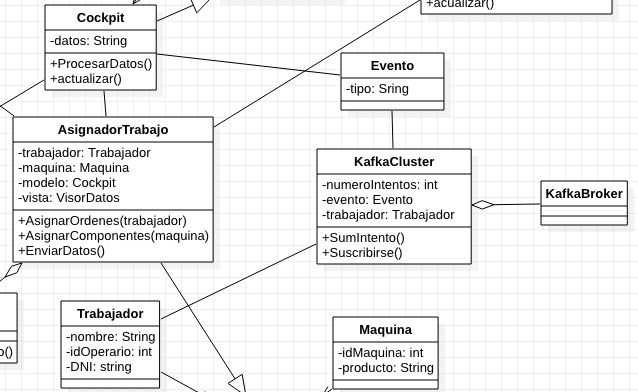 +acualizar()
Cockpit
-datos: String
+ProcesarDatos()
+actualizar()
Evento
-tipo: Sring
AsignadorTrabajo
-trabajador: Trabajador
-maquina: Maquina
-modelo: Cockpit
-vista: VisorDatos
+AsignarOrdenes(trabajador)
+AsignarComponentes(maquina)
+EnviarDatos()
KafkaCluster
-numeroIntentos: int
-evento: Evento
-trabajador: Trabajador
+SumIntento()
+Suscribirse()
KafkaBroker
o()
Trabajador
-nombre: String
-idOperario: int
-DNI: string
Maquina
-idMaquina: int
-producto: String